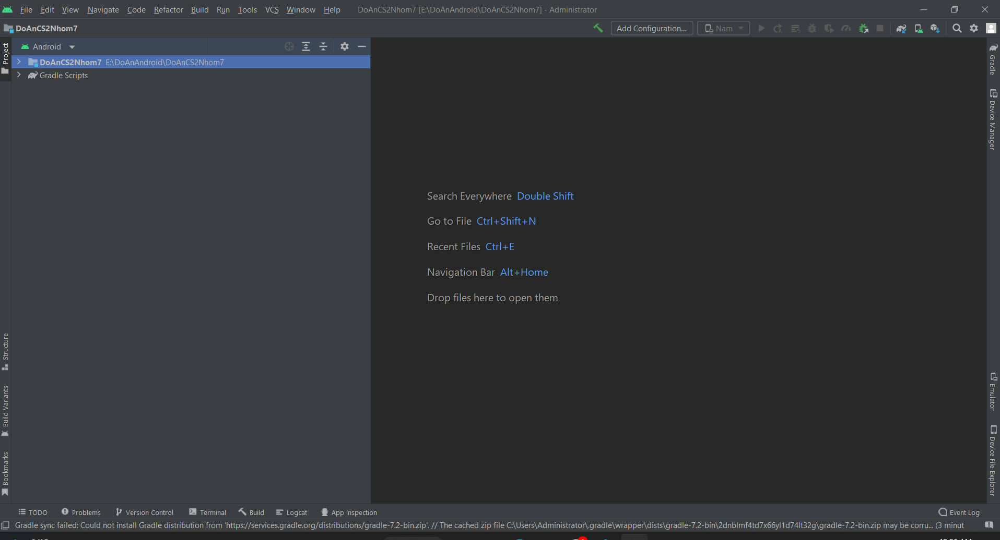 File Edit View Navigate Code Refactor Build Run Tools VCS Window Help DoAnCS2Nhom7 [E:\DoAnAndroid\DoAnCS2Nhom7] - Administrator
DoAnCS2Nhom7 Add Configuration... Nam
Project
Android
DoAnCS2Nhom7 E:\DoAnAndroid\DoAnCS2Nhom7
Gradle Scripts
Gradle
Device Manager
Search Everywhere Double Shift
Go to File Ctrl+Shift+N
Recent Files Ctrl+E
Navigation Bar Alt+Home
Drop files here to open them
Structure
Build Variants
Bookmarks
Emulator
Device File Explorer
TODO Problems Version Control Terminal Build Logcat App Inspection Event Log
Gradle sync failed: Could not install Gradle distribution from 'https://services.gradle.org/distributions/gradle-7.2-bin.zip'. // The cached zip file C:\Users\Administrator\.gradle\wrapper\dists\gradle-7.2-bin\2dnblmf4td7x66yl1d74lt32g\gradle-7.2-bin.zip may be corru... (3 minut